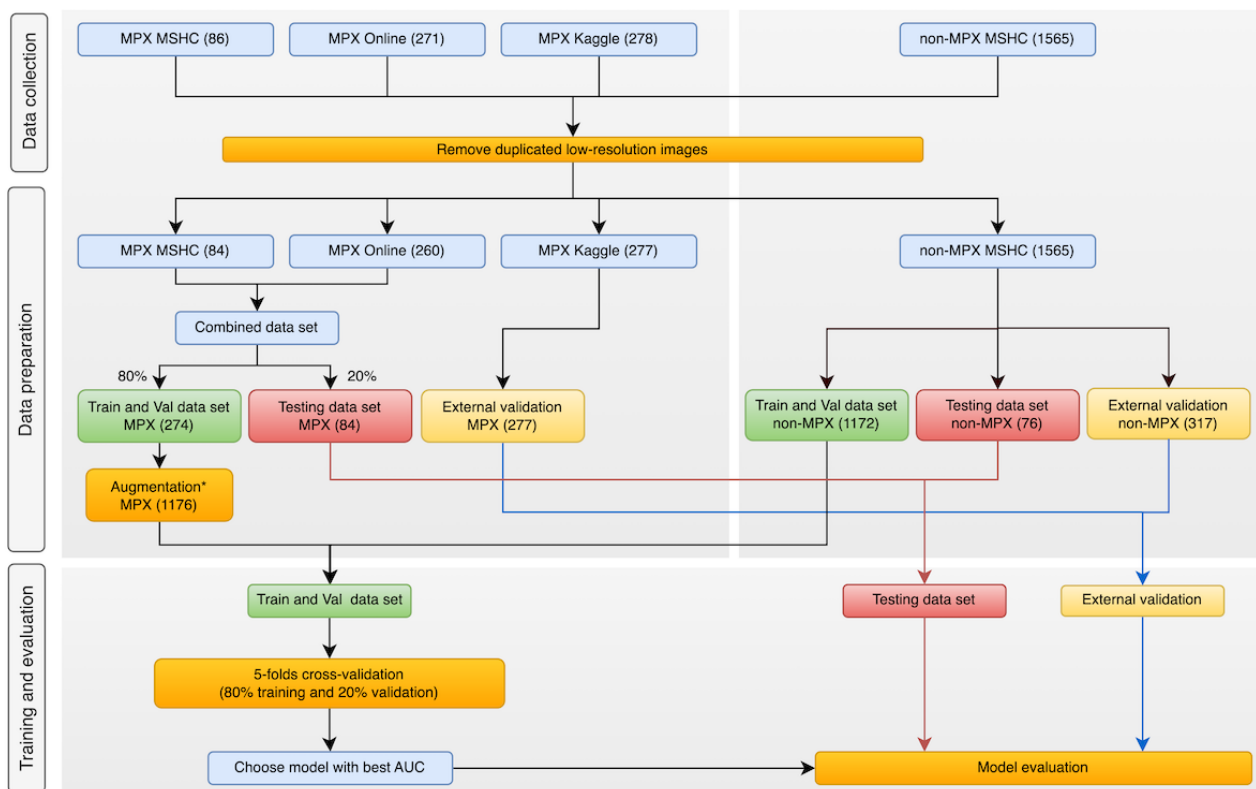 Data collection
MPX MSHC (86)
MPX Online (271)
MPX Kaggle (278)
non-MPX MSHC (1565)
Remove duplicated low-resolution images
Data preparation
MPX MSHC (84)
MPX Online (260)
MPX Kaggle (277)
non-MPX MSHC (1565)
Combined data set
80%
20%
Train and Val data set
MPX (274)
Testing data set
MPX (84)
External validation
MPX (277)
Train and Val data set
non-MPX (1172)
Testing data set
non-MPX (76)
External validation
non-MPX (317)
Augmentation*
MPX (1176)
Training and evaluation
Train and Val data set
Testing data set
External validation
5-folds cross-validation
(80% training and 20% validation)
Choose model with best AUC
Model evaluation